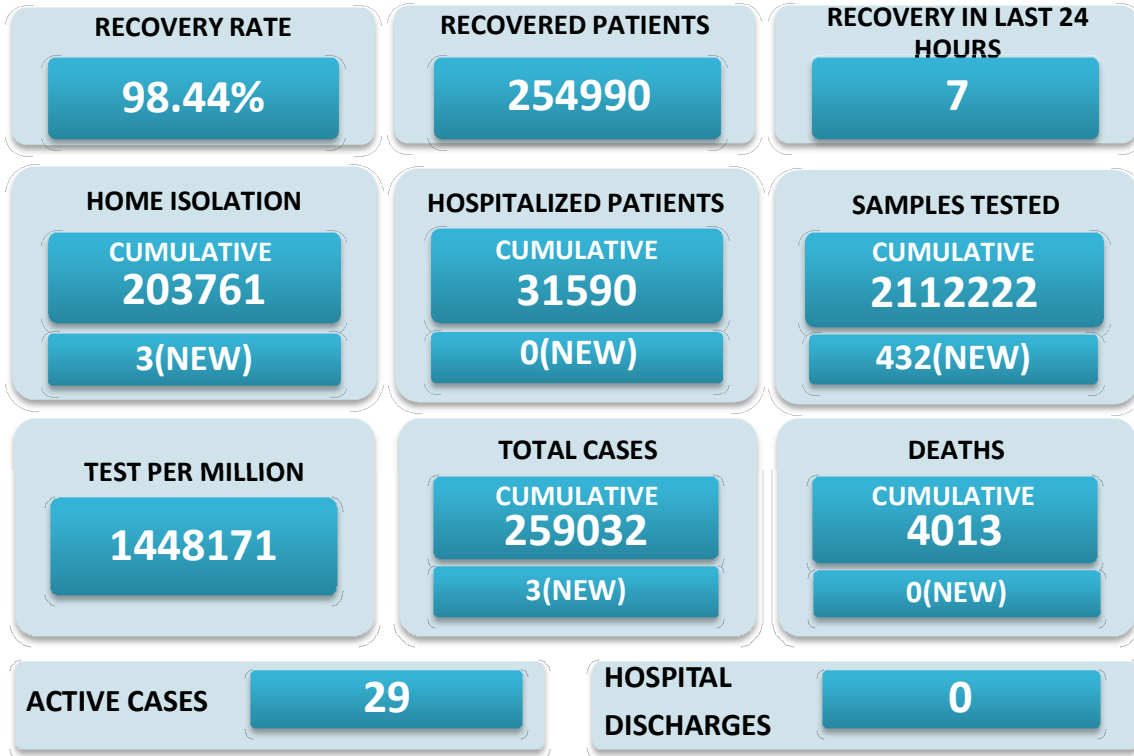 RECOVERY RATE
98.44%
RECOVERED PATIENTS
254990
RECOVERY IN LAST 24
HOURS
7
HOME ISOLATION
CUMULATIVE
203761
3(NEW)
HOSPITALIZED PATIENTS
CUMULATIVE
31590
0(NEW)
SAMPLES TESTED
CUMULATIVE
2112222
432(NEW)
TEST PER MILLION
1448171
TOTAL CASES
CUMULATIVE
259032
3(NEW)
DEATHS
CUMULATIVE
4013
0(NEW)
ACTIVE CASES
29
HOSPITAL
DISCHARGES
0